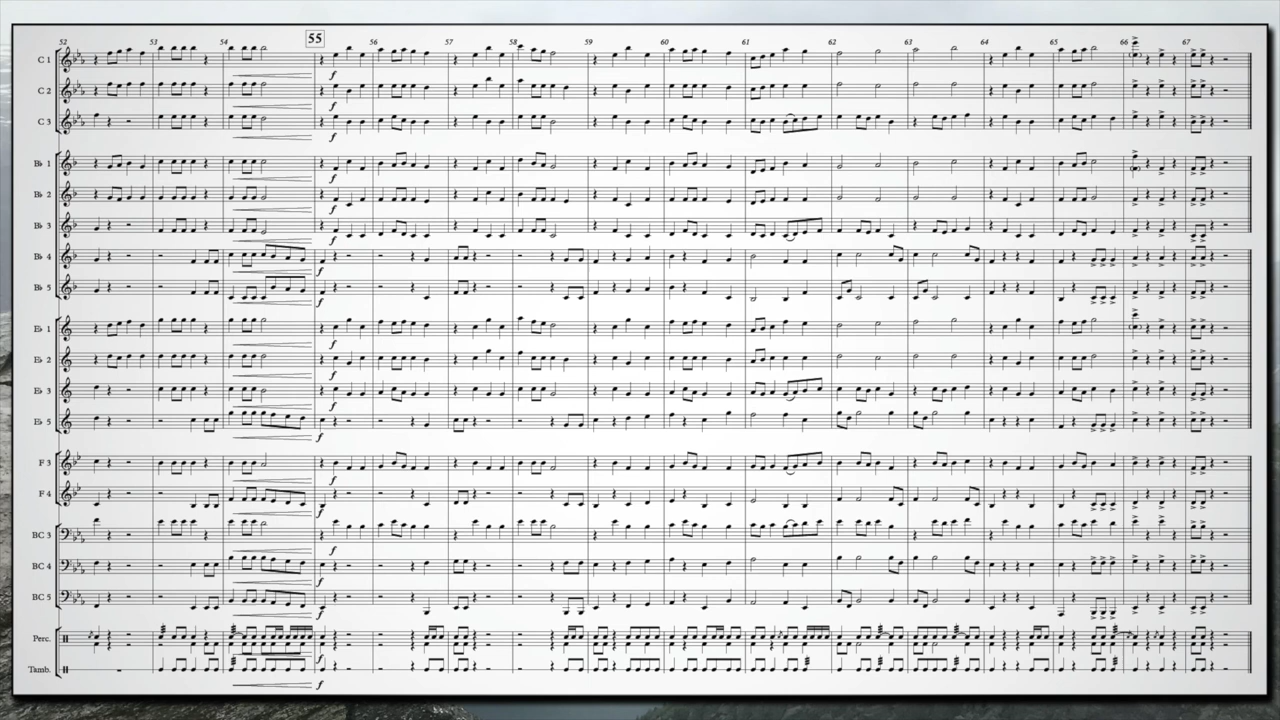 55
52 53 54 56 57 58 59 60 61 62 63 64 65 66 67
C 1
C 2
C 3
B♭ 1
B♭ 2
B♭ 3
B♭ 4
B♭ 5
E♭ 1
E♭ 2
E♭ 3
E♭ 5
F 3
F 4
BC 3
BC 4
BC 5
Perc.
Tamb.